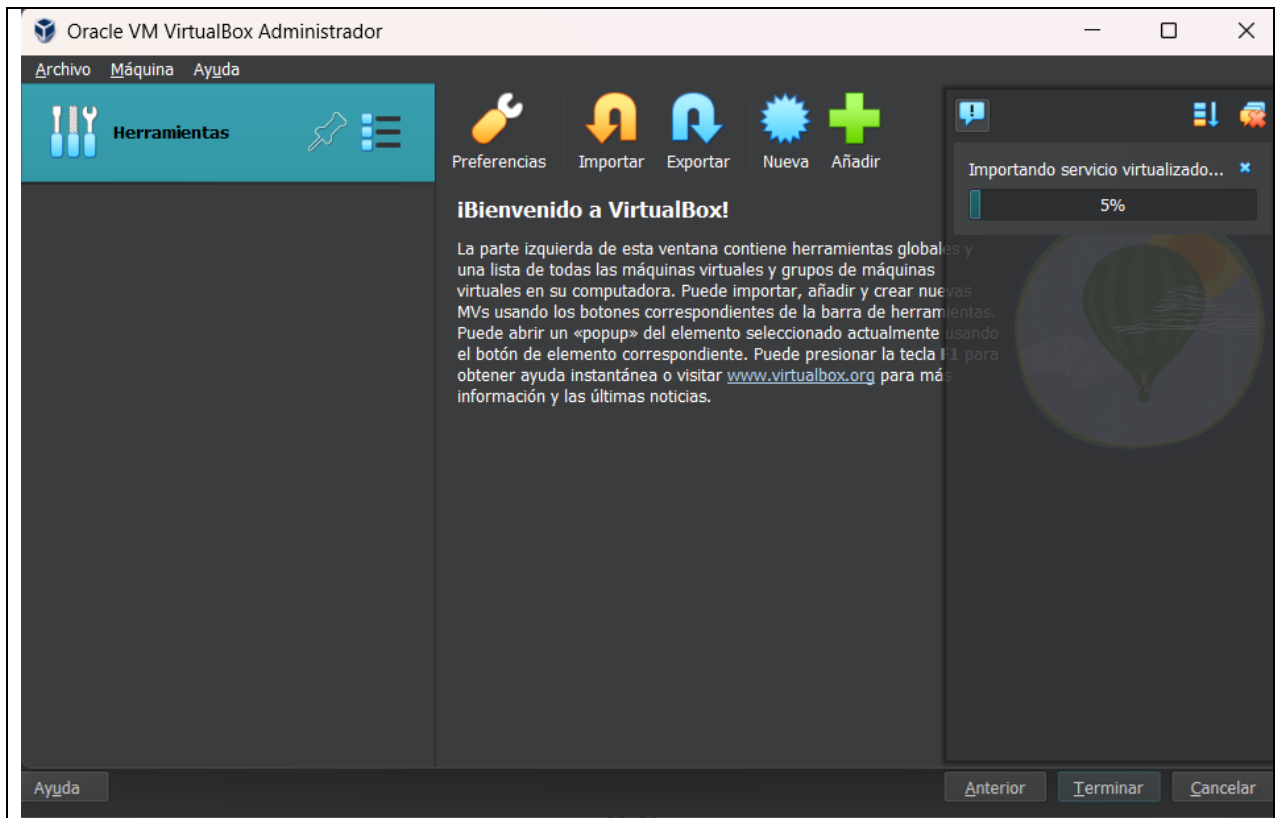 Oracle VM VirtualBox Administrador
Archivo Máquina Ayuda
Herramientas
Preferencias Importar Exportar Nueva Añadir
¡Bienvenido a VirtualBox!
La parte izquierda de esta ventana contiene herramientas globales y
una lista de todas las máquinas virtuales y grupos de máquinas
virtuales en su computadora. Puede importar, añadir y crear nuevas
MVs usando los botones correspondientes de la barra de herramientas.
Puede abrir un «popup» del elemento seleccionado actualmente usando
el botón de elemento correspondiente. Puede presionar la tecla F1 para
obtener ayuda instantánea o visitar www.virtualbox.org para más
información y las últimas noticias.
Importando servicio virtualizado...
5%
Ayuda
Anterior Terminar Cancelar